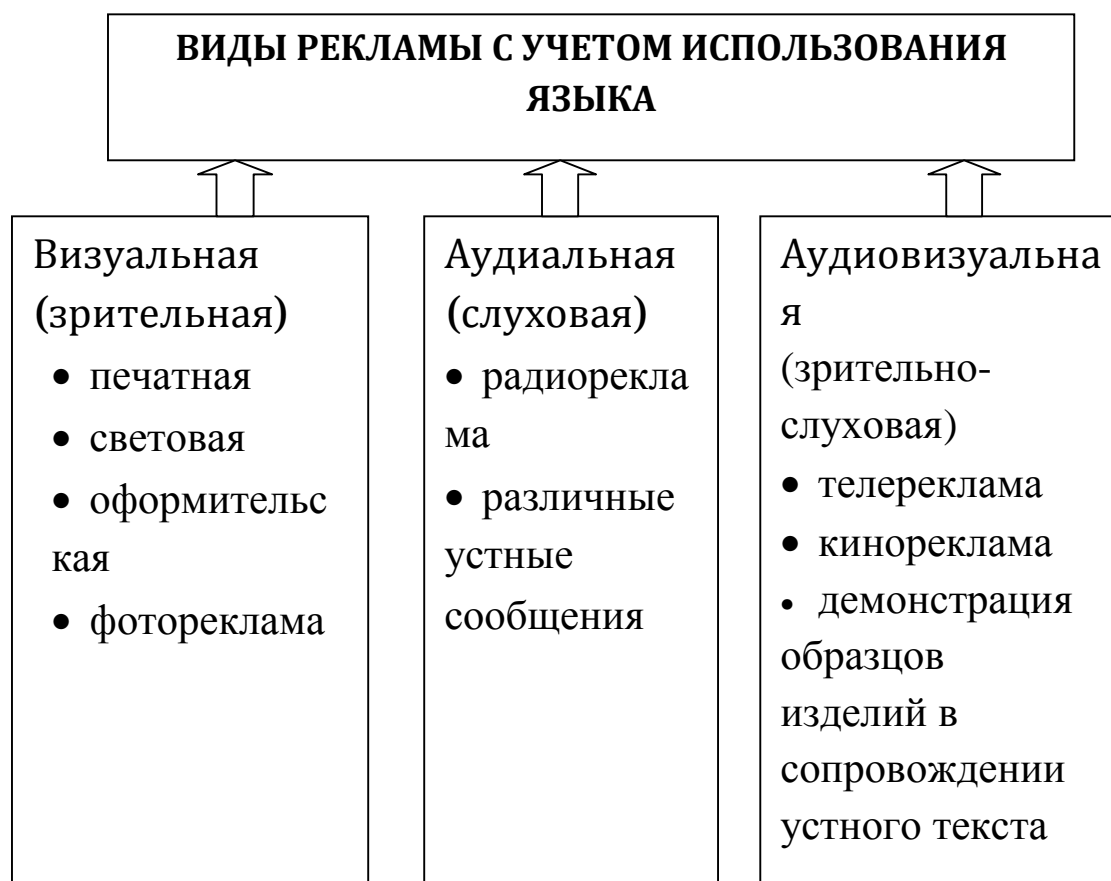 ВИДЫ РЕКЛАМЫ С УЧЕТОМ ИСПОЛЬЗОВАНИЯ
ЯЗЫКА
Визуальная
(зрительная)
• печатная
• световая
• оформительс
кая
• фотореклама
Аудиальная
(слуховая)
• радиорекла
ма
• различные
устные
сообщения
Аудиовизуальна
я
(зрительно-
слуховая)
• телереклама
• кинореклама
• демонстрация
образцов
изделий в
сопровождении
устного текста